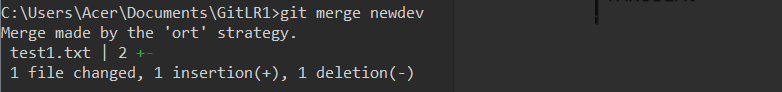 C:\Users\Acer\Documents\GitLR1>git merge newdev
Merge made by the 'ort' strategy.
 test1.txt | 2 +-
 1 file changed, 1 insertion(+), 1 deletion(-)